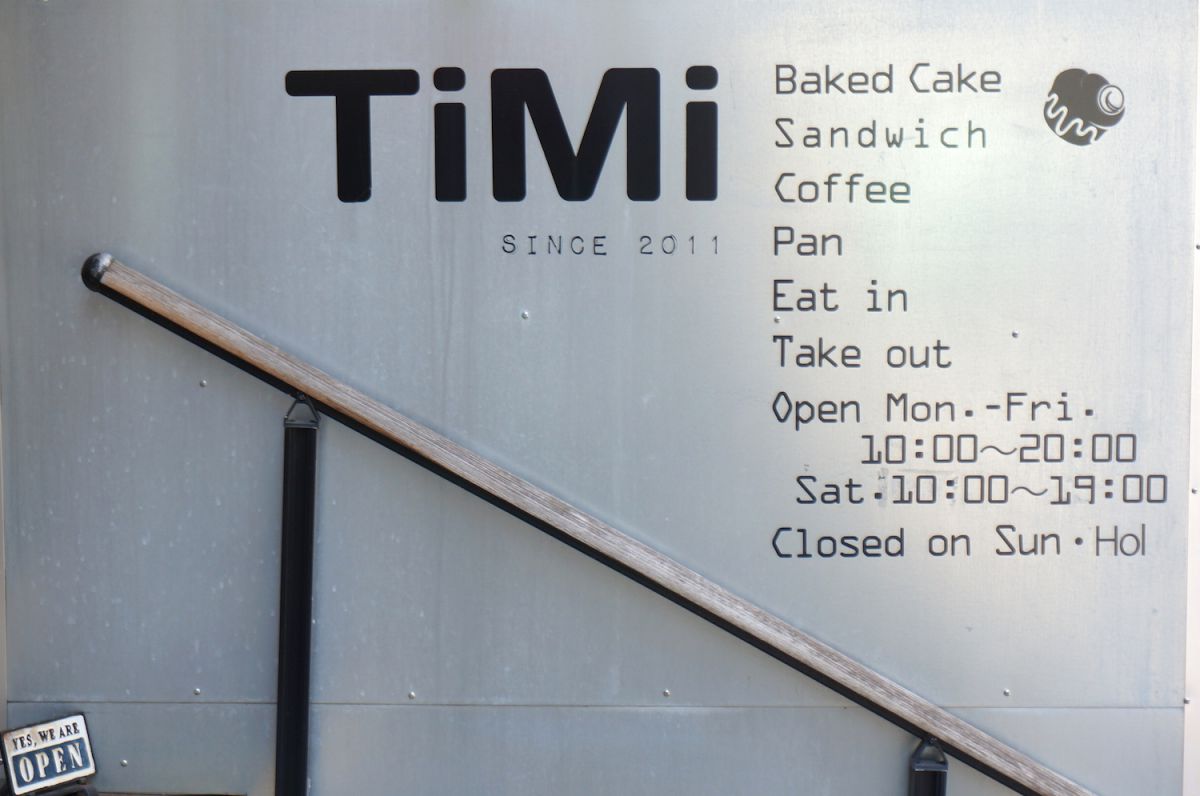 TiMi
SINCE 2011
Baked Cake
Sandwich
Coffee
Pan
Eat in
Take out
Open Mon.-Fri.
10:00～20:00
Sat.10:00～19:00
Closed on Sun・Hol
YES, WE ARE
OPEN